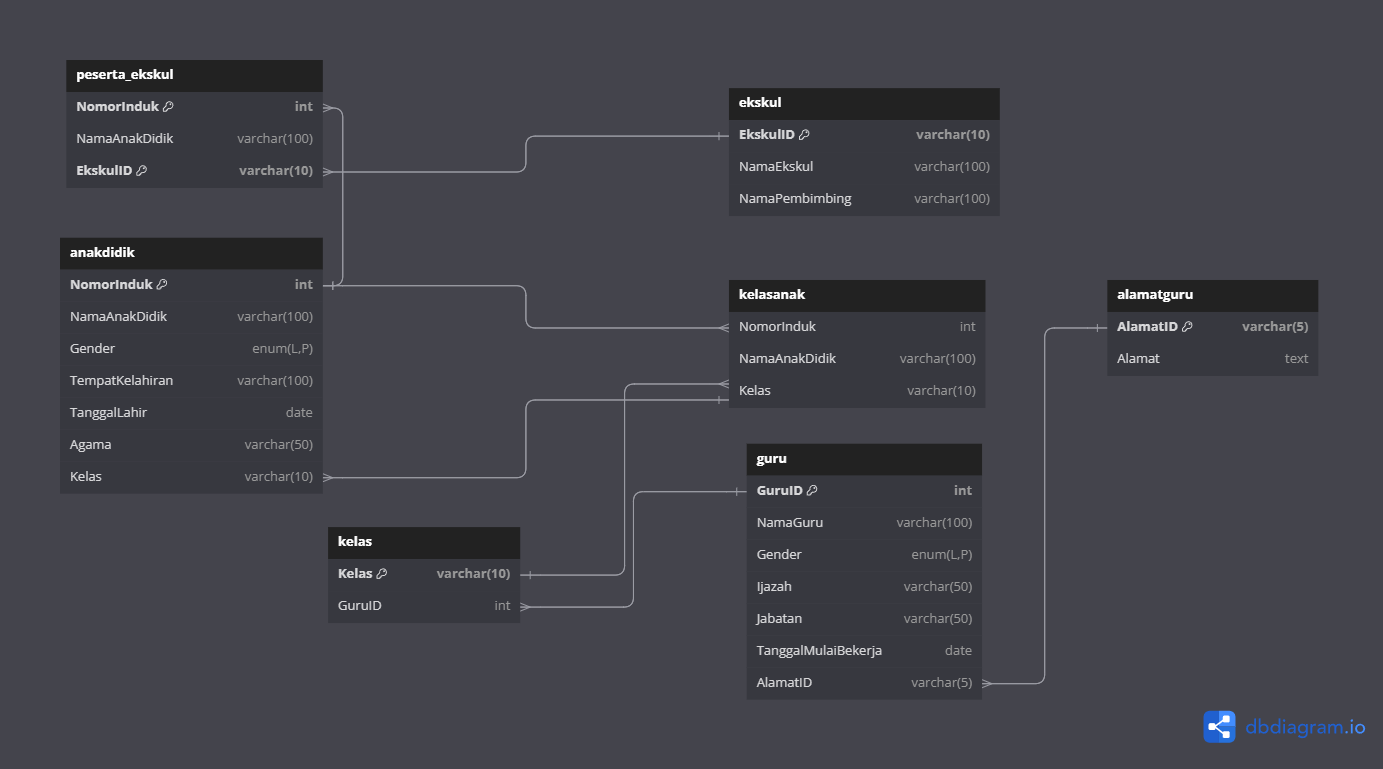 peserta_ekskul
NomorInduk int
NamaAnakDidik varchar(100)
EkskulID varchar(10)
ekskul
EkskulID varchar(10)
NamaEkskul varchar(100)
NamaPembimbing varchar(100)
anakdidik
NomorInduk int
NamaAnakDidik varchar(100)
Gender enum(L,P)
TempatKelahiran varchar(100)
TanggalLahir date
Agama varchar(50)
Kelas varchar(10)
kelasanak
NomorInduk int
NamaAnakDidik varchar(100)
Kelas varchar(10)
alamatguru
AlamatID varchar(5)
Alamat text
guru
GuruID int
NamaGuru varchar(100)
Gender enum(L,P)
Ijazah varchar(50)
Jabatan varchar(50)
TanggalMulaiBekerja date
AlamatID varchar(5)
kelas
Kelas varchar(10)
GuruID int
dbdiagram.io